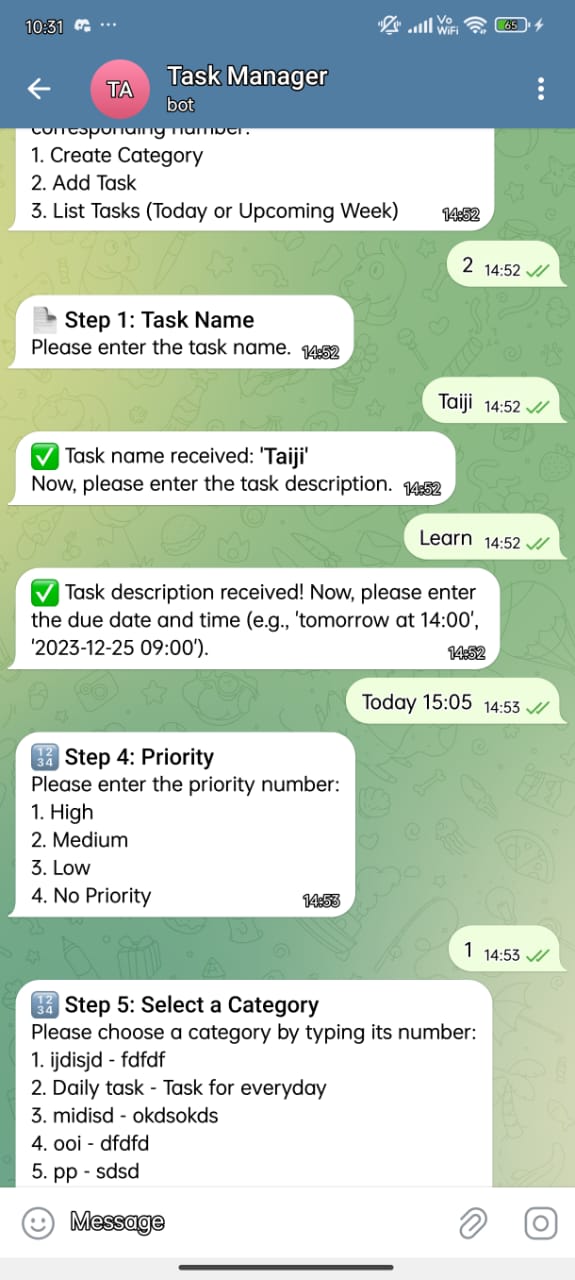 10:31
Vo
WiFi
65
TA
Task Manager
bot
corresponding number:
1. Create Category
2. Add Task
3. List Tasks (Today or Upcoming Week)
14:52
2 14:52
Step 1: Task Name
Please enter the task name. 14:52
Taiji 14:52
Task name received: 'Taiji'
Now, please enter the task description. 14:52
Learn 14:52
Task description received! Now, please enter
the due date and time (e.g., 'tomorrow at 14:00',
'2023-12-25 09:00').
14:52
Today 15:05 14:53
Step 4: Priority
Please enter the priority number:
1. High
2. Medium
3. Low
4. No Priority
14:53
1 14:53
Step 5: Select a Category
Please choose a category by typing its number:
1. ijdisjd - fdfdf
2. Daily task - Task for everyday
3. midisd - okdsokds
4. ooi - dfdfd
5. pp - sdsd
Message